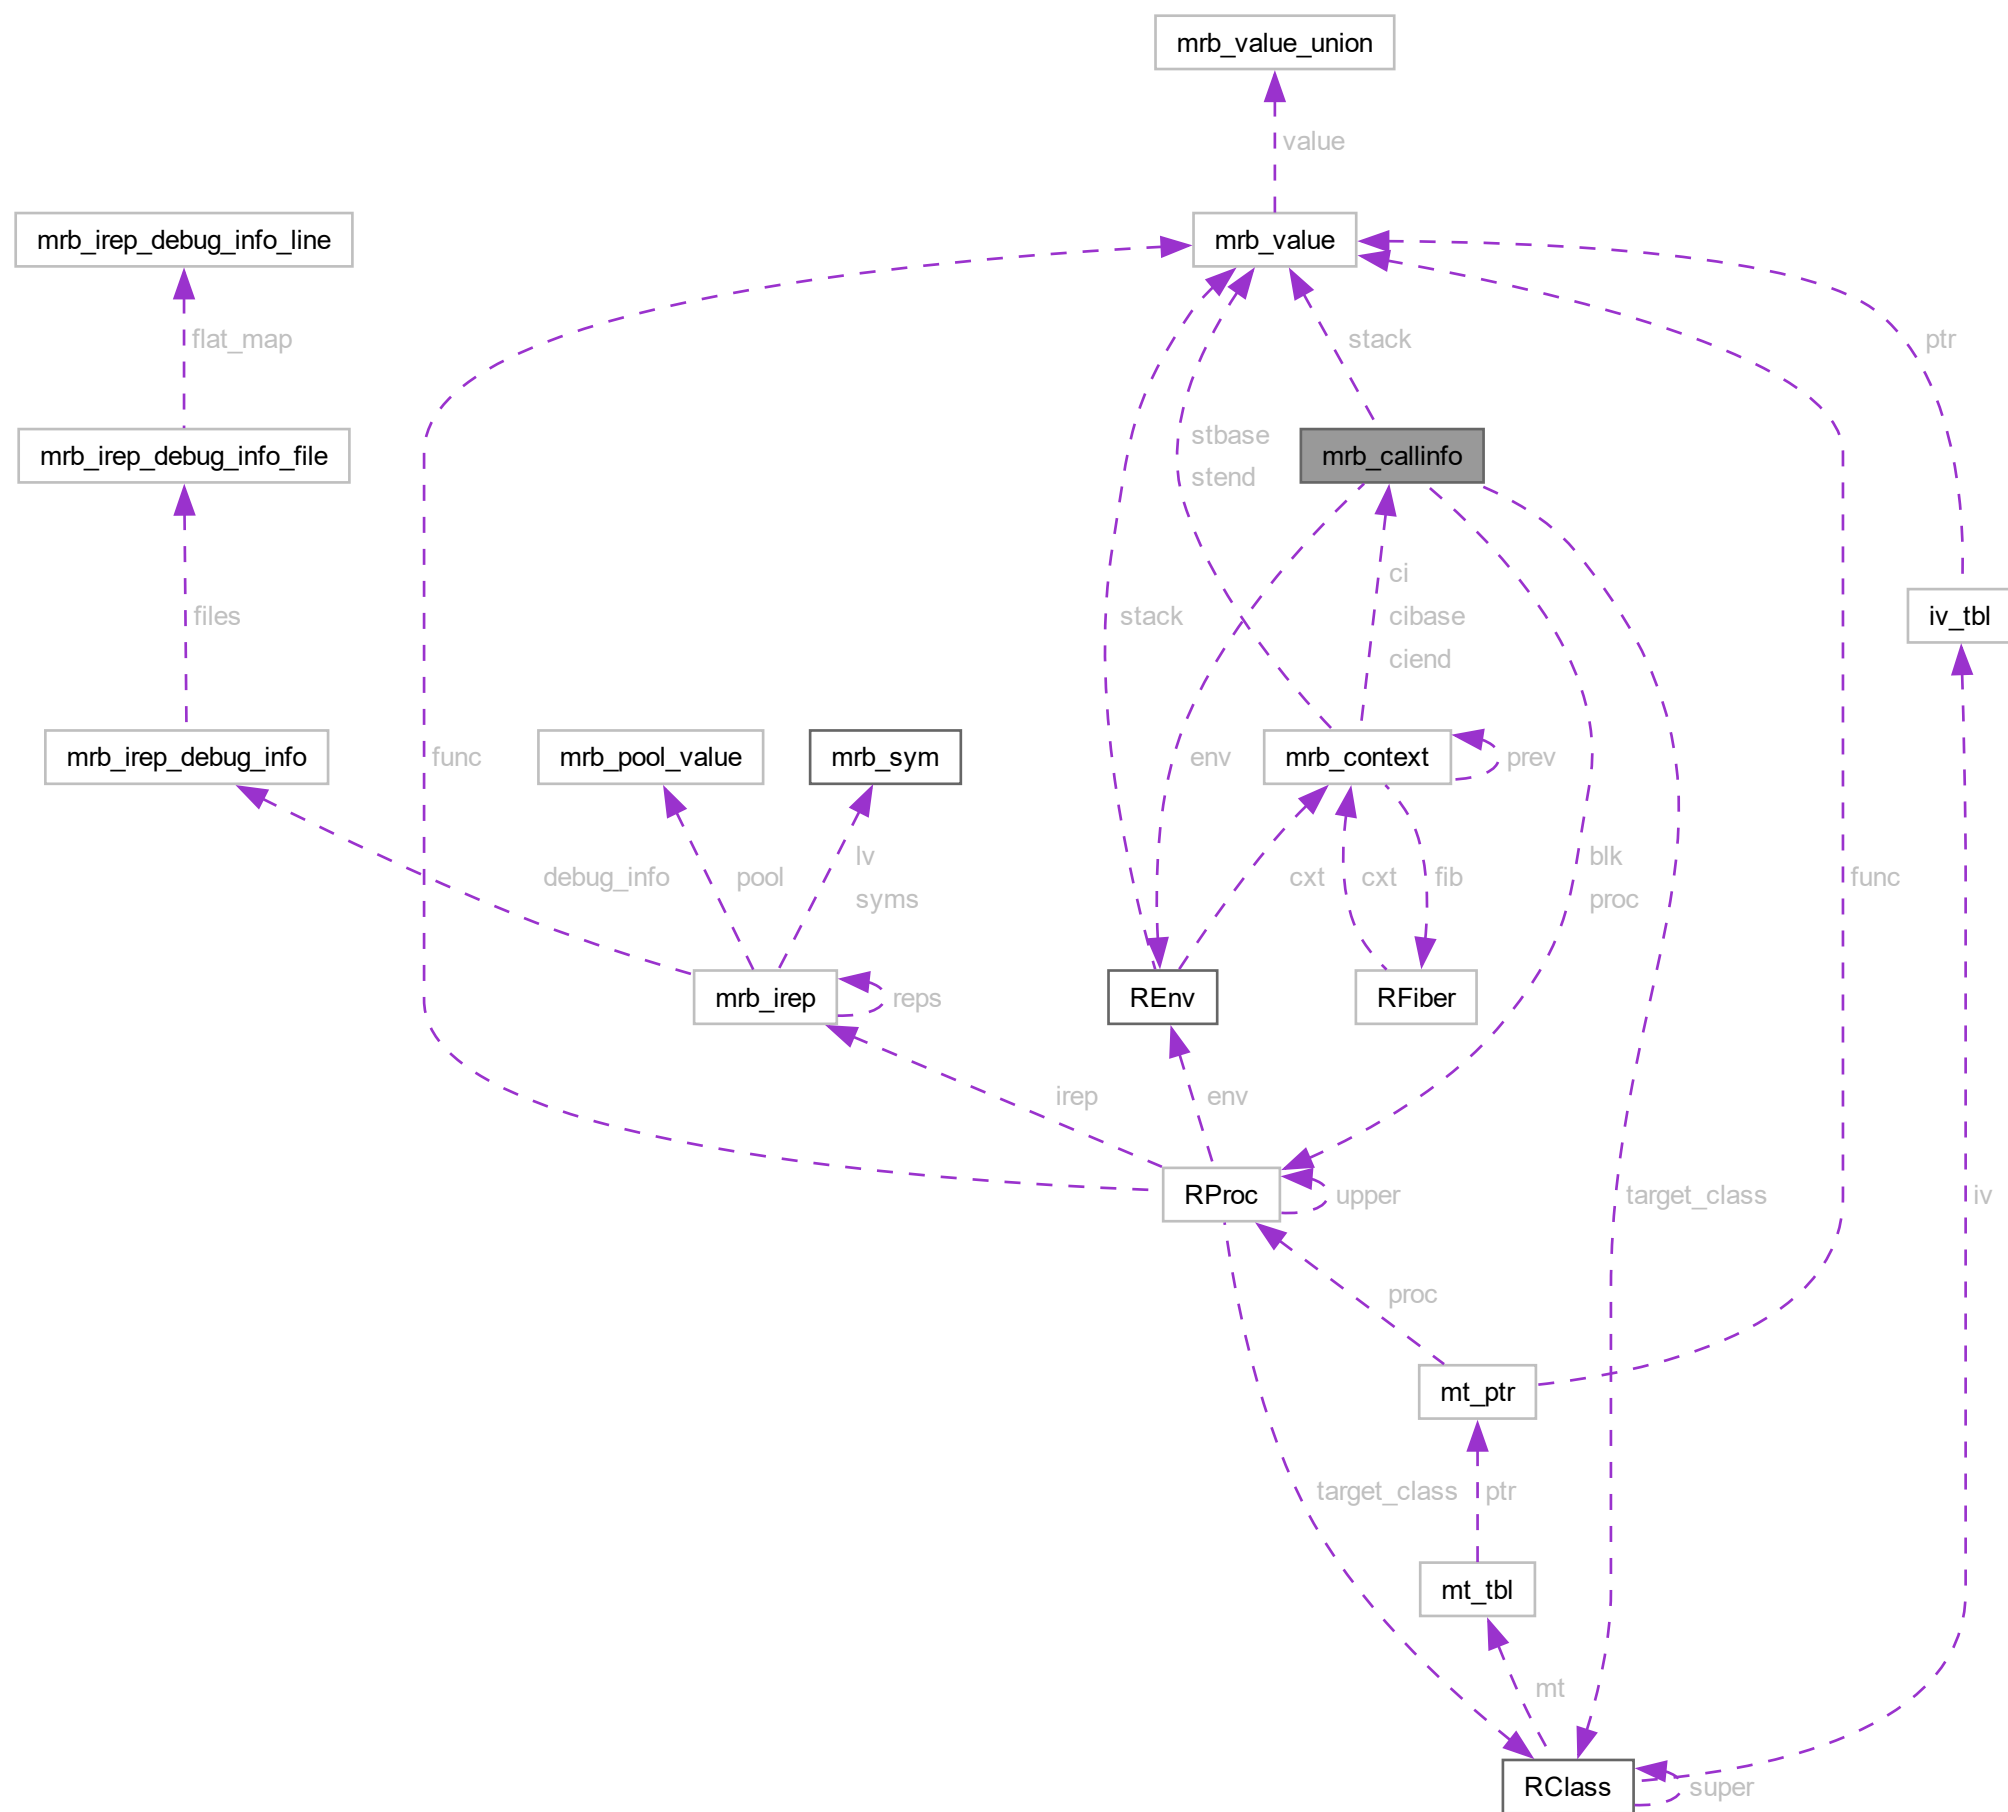 mrb_value_union
value
mrb_irep_debug_info_line
mrb_value
flat_map
stack
ptr
mrb_irep_debug_info_file
stbase
stend
mrb_callinfo
files
stack
ci
cibase
ciend
iv_tbl
mrb_irep_debug_info
func
mrb_pool_value
mrb_sym
env
mrb_context
prev
debug_info
pool
lv
syms
cxt
cxt
fib
blk
proc
func
mrb_irep
reps
REnv
RFiber
irep
env
RProc
upper
target_class
iv
proc
mt_ptr
target_class
ptr
mt_tbl
mt
RClass
super